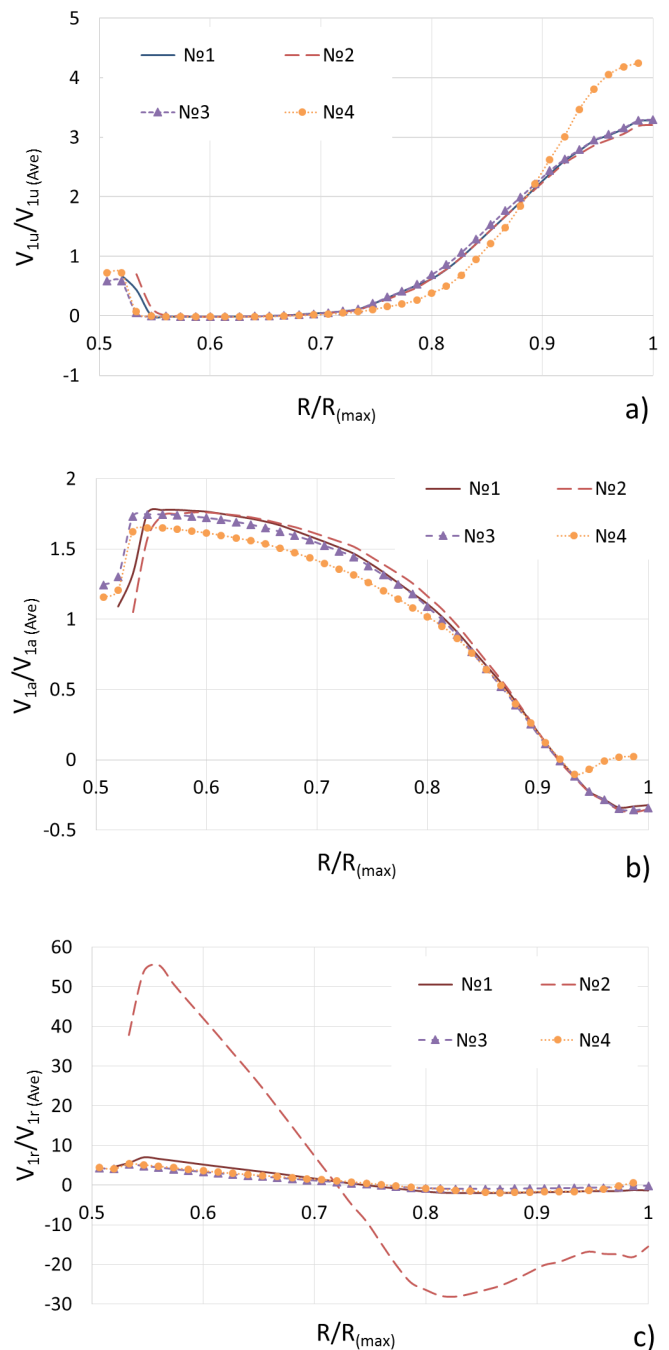 5
№1 №2
4
№3 №4
3
2
1
0
0.5 0.6 0.7 0.8 0.9 1
-1
V1u/V1u (Ave)
R/R(max)
a)
2
№1 №2
1.5
№3 №4
1
0.5
0
0.5 0.6 0.7 0.8 0.9 1
-0.5
V1a/V1a (Ave)
R/R(max)
b)
60
50
№1 №2
40
№3 №4
30
20
10
0
0.5 0.6 0.7 0.8 0.9 1
-10
-20
-30
V1r/V1r (Ave)
R/R(max)
c)